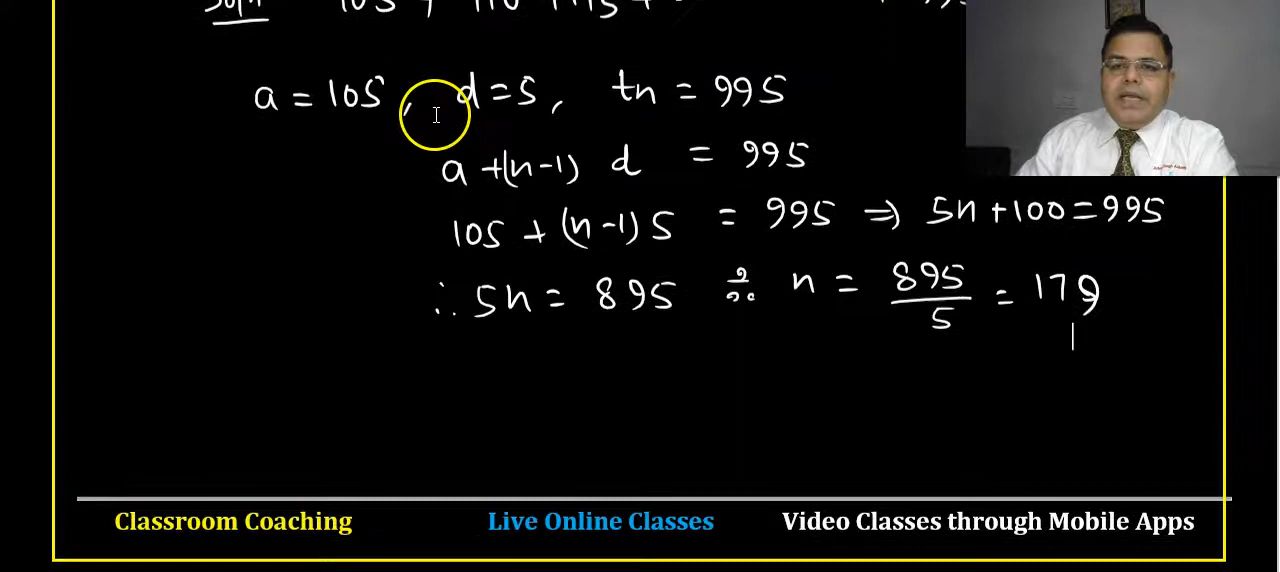 a = 105, d = 5, tn = 995
a + (n-1) d = 995
105 + (n-1) 5 = 995 ⇒ 5n + 100 = 995
∴ 5n = 895 ∴ n = 895/5 = 179
Classroom Coaching Live Online Classes Video Classes through Mobile Apps